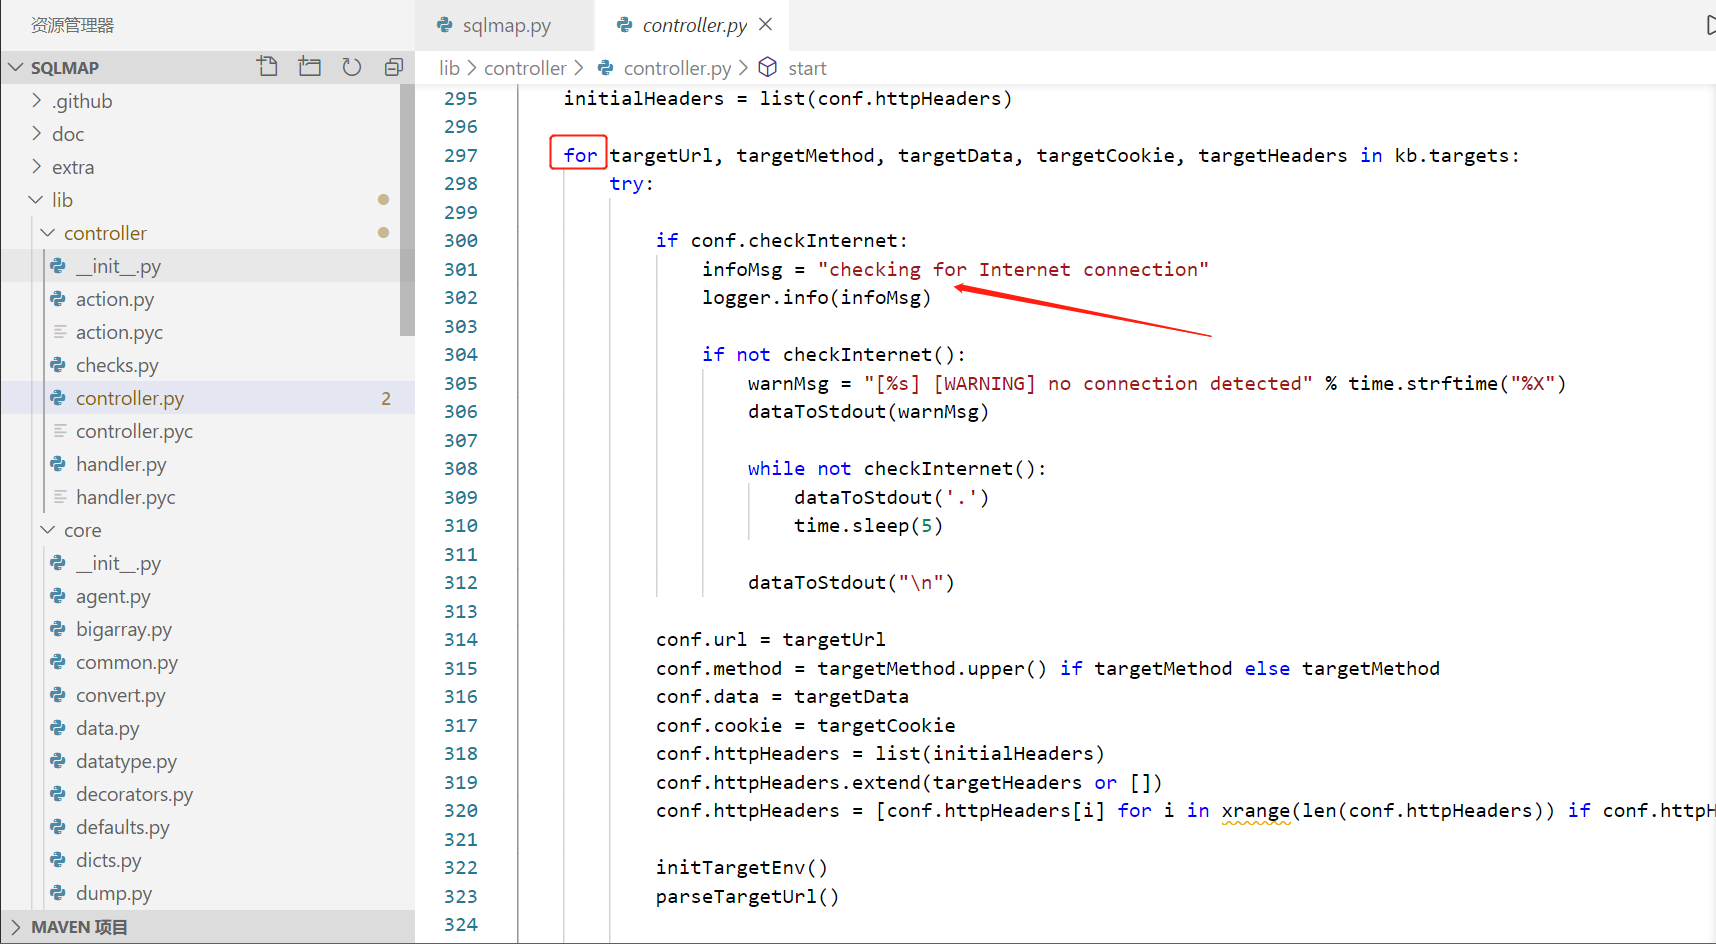 资源管理器
SQLMAP
.github
doc
extra
lib
controller
__init__.py
action.py
action.pyc
checks.py
controller.py 2
controller.pyc
handler.py
handler.pyc
core
__init__.py
agent.py
bigarray.py
common.py
convert.py
data.py
datatype.py
decorators.py
defaults.py
dicts.py
dump.py
MAVEN 项目
sqlmap.py
controller.py
lib > controller > controller.py > start
295 initialHeaders = list(conf.httpHeaders)
296
297 for targetUrl, targetMethod, targetData, targetCookie, targetHeaders in kb.targets:
298 try:
299
300 if conf.checkInternet:
301 infoMsg = "checking for Internet connection"
302 logger.info(infoMsg)
303
304 if not checkInternet():
305 warnMsg = "[%s] [WARNING] no connection detected" % time.strftime("%X")
306 dataToStdout(warnMsg)
307
308 while not checkInternet():
309 dataToStdout('.')
310 time.sleep(5)
311
312 dataToStdout("\n")
313
314 conf.url = targetUrl
315 conf.method = targetMethod.upper() if targetMethod else targetMethod
316 conf.data = targetData
317 conf.cookie = targetCookie
318 conf.httpHeaders = list(initialHeaders)
319 conf.httpHeaders.extend(targetHeaders or [])
320 conf.httpHeaders = [conf.httpHeaders[i] for i in xrange(len(conf.httpHeaders)) if conf.httpH
321
322 initTargetEnv()
323 parseTargetUrl()
324